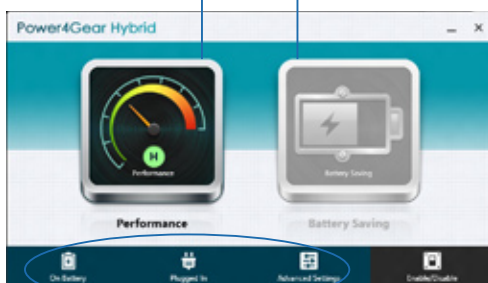 Power4Gear Hybrid
Performance
Battery Saving
Performance
Battery Saving
On Battery
Plugged In
Advanced Settings
Enable/Disable